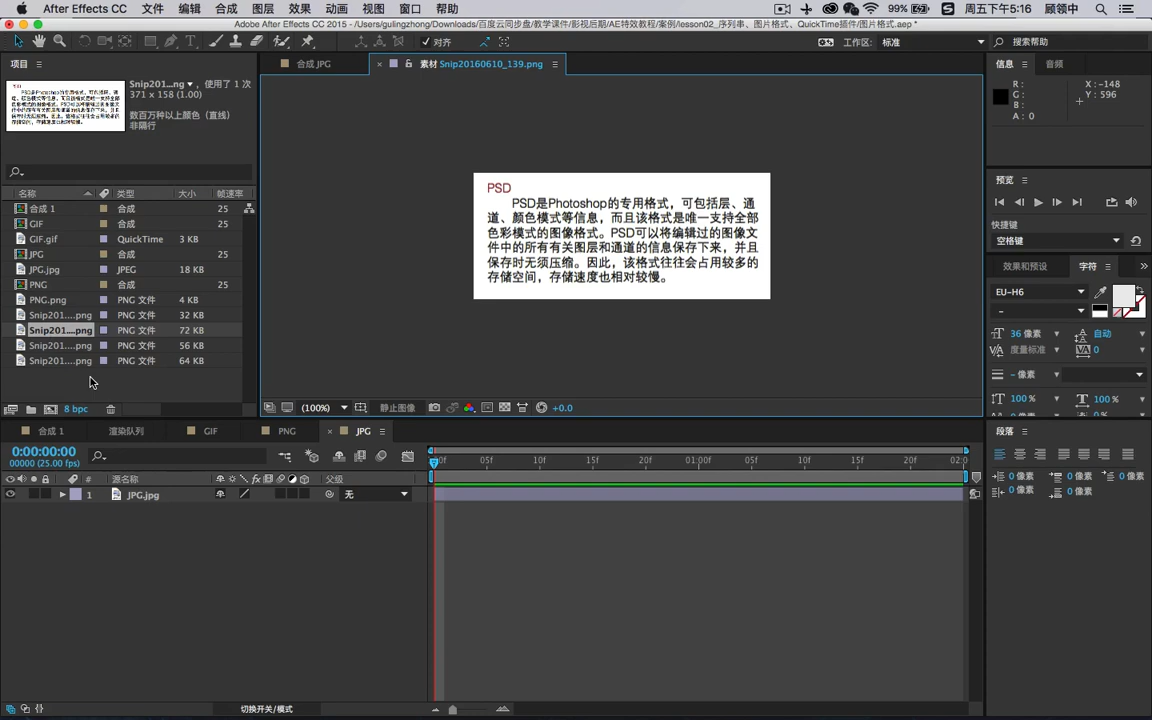 After Effects CC 文件 编辑 合成 图层 效果 动画 视图 窗口 帮助 99% 周五下午5:16 顾领中
Adobe After Effects CC 2015 - /Users/gulingzhong/Downloads/百度云同步盘/教学课件/影视后期/AE特效教程/案例/lesson02_序列串、图片格式、QuickTime插件/图片格式.aep *
对齐 工作区: 标准 搜索帮助
项目
合成 JPG
素材 Snip20160610_139.png
信息 音频
Snip201...ng ▾, 使用了 1 次
371 x 158 (1.00)
数百万种以上颜色 (直线)
非隔行
R:
G:
B:
A: 0
X: -148
Y: 596
PSD
PSD是Photoshop的专用格式，可包括层、通
道、颜色模式等信息，而且该格式是唯一支持全部
色彩模式的图像格式。PSD可以将编辑过的图像文
件中的所有有关图层和通道的信息保存下来，并且
保存时无须压缩。因此，该格式往往会占用较多的
存储空间，存储速度也相对较慢。
名称 类型 大小 帧速率
合成 1 合成 25
GIF 合成 25
GIF.gif QuickTime 3 KB
JPG 合成 25
JPG.jpg JPEG 18 KB
PNG 合成 25
PNG.png PNG 文件 4 KB
Snip201....png PNG 文件 32 KB
Snip201....png PNG 文件 72 KB
Snip201....png PNG 文件 56 KB
Snip201....png PNG 文件 64 KB
8 bpc
(100%) 静止图像 +0.0
预览
快捷键
空格键
效果和预设 字符
EU-H6
-
36 像素 自动
度量标准 0
- 像素
100 % 100 %
段落
0 像素 0 像素 0 像素
0 像素 0 像素
合成 1 渲染队列 GIF PNG JPG
0:00:00:00
00000 (25.00 fps)
# 源名称 父级
1 JPG.jpg 无
00f 05f 10f 15f 20f 01:00f 05f 10f 15f 20f 02:0
切换开关/模式